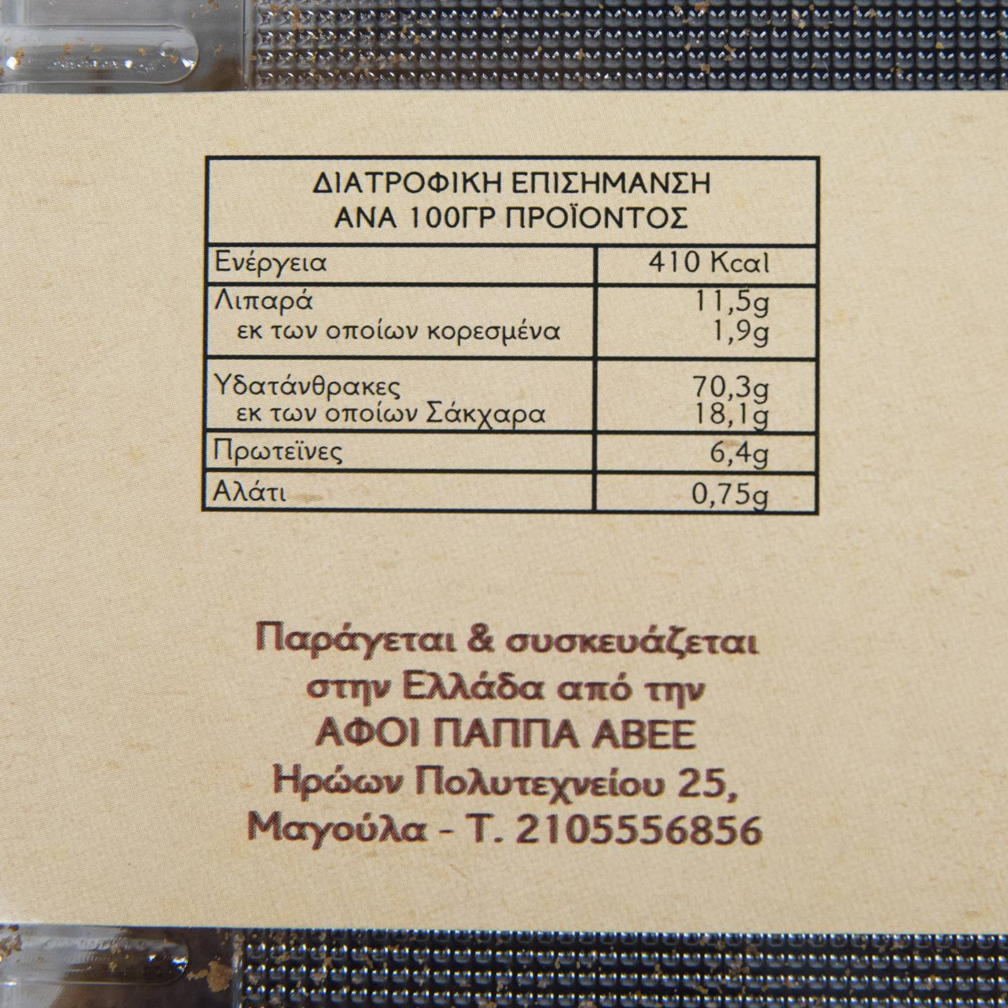 ΔΙΑΤΡΟΦΙΚΗ ΕΠΙΣΗΜΑΝΣΗ
ΑΝΑ 100ΓΡ ΠΡΟΪΟΝΤΟΣ
Ενέργεια 410 Kcal
Λιπαρά 11,5g
εκ των οποίων κορεσμένα 1,9g
Υδατάνθρακες 70,3g
εκ των οποίων Σάκχαρα 18,1g
Πρωτεϊνες 6,4g
Αλάτι 0,75g
Παράγεται & συσκευάζεται
στην Ελλάδα από την
ΑΦΟΙ ΠΑΠΠΑ ΑΒΕΕ
Ηρώων Πολυτεχνείου 25,
Μαγούλα - Τ. 2105556856